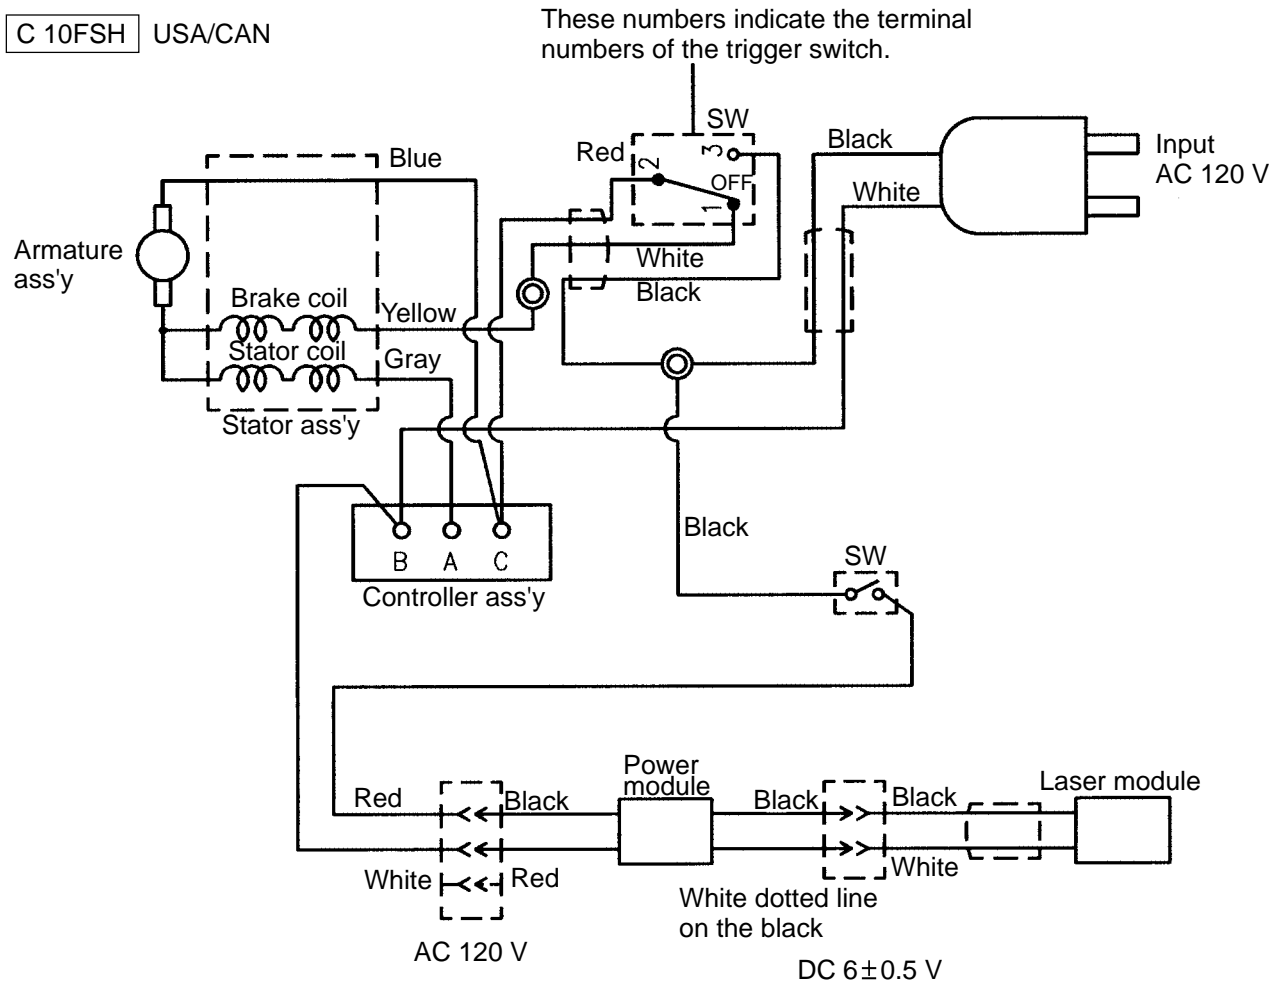 C 10FSH USA/CAN
These numbers indicate the terminal
numbers of the trigger switch.
SW
Red
2
3
OFF
1
White
Black
Black
White
Input
AC 120 V
Blue
Armature
ass'y
Brake coil
Yellow
Stator coil
Gray
Stator ass'y
B A C
Controller ass'y
Black
SW
Red
Black
Power
module
Black
Black
Laser module
White
Red
White
White dotted line
on the black
AC 120 V
DC 6±0.5 V